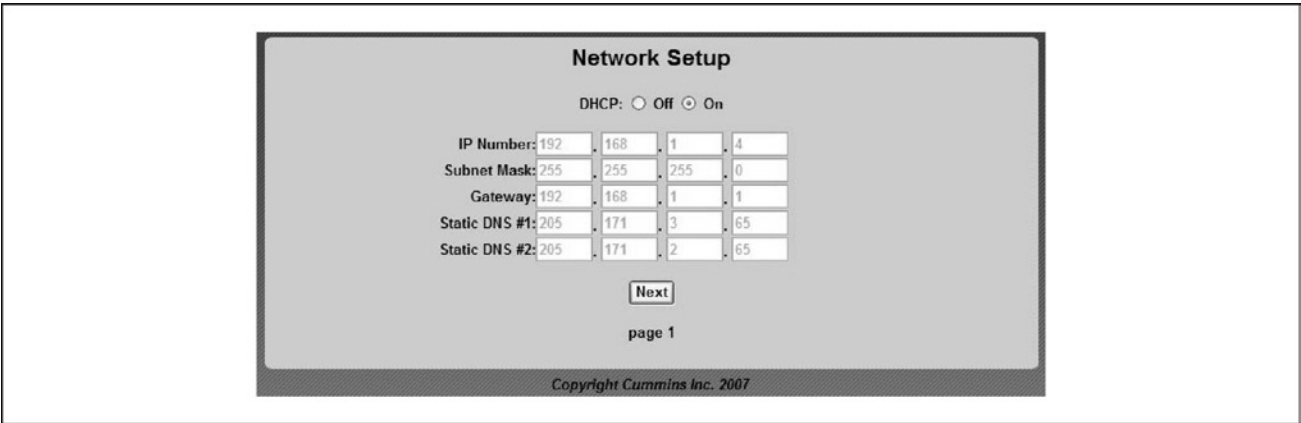 Network Setup
DHCP: Off On
IP Number: 192 . 168 . 1 . 4
Subnet Mask: 255 . 255 . 255 . 0
Gateway: 192 . 168 . 1 . 1
Static DNS #1: 205 . 171 . 3 . 65
Static DNS #2: 205 . 171 . 2 . 65
Next
page 1
Copyright Cummins Inc. 2007